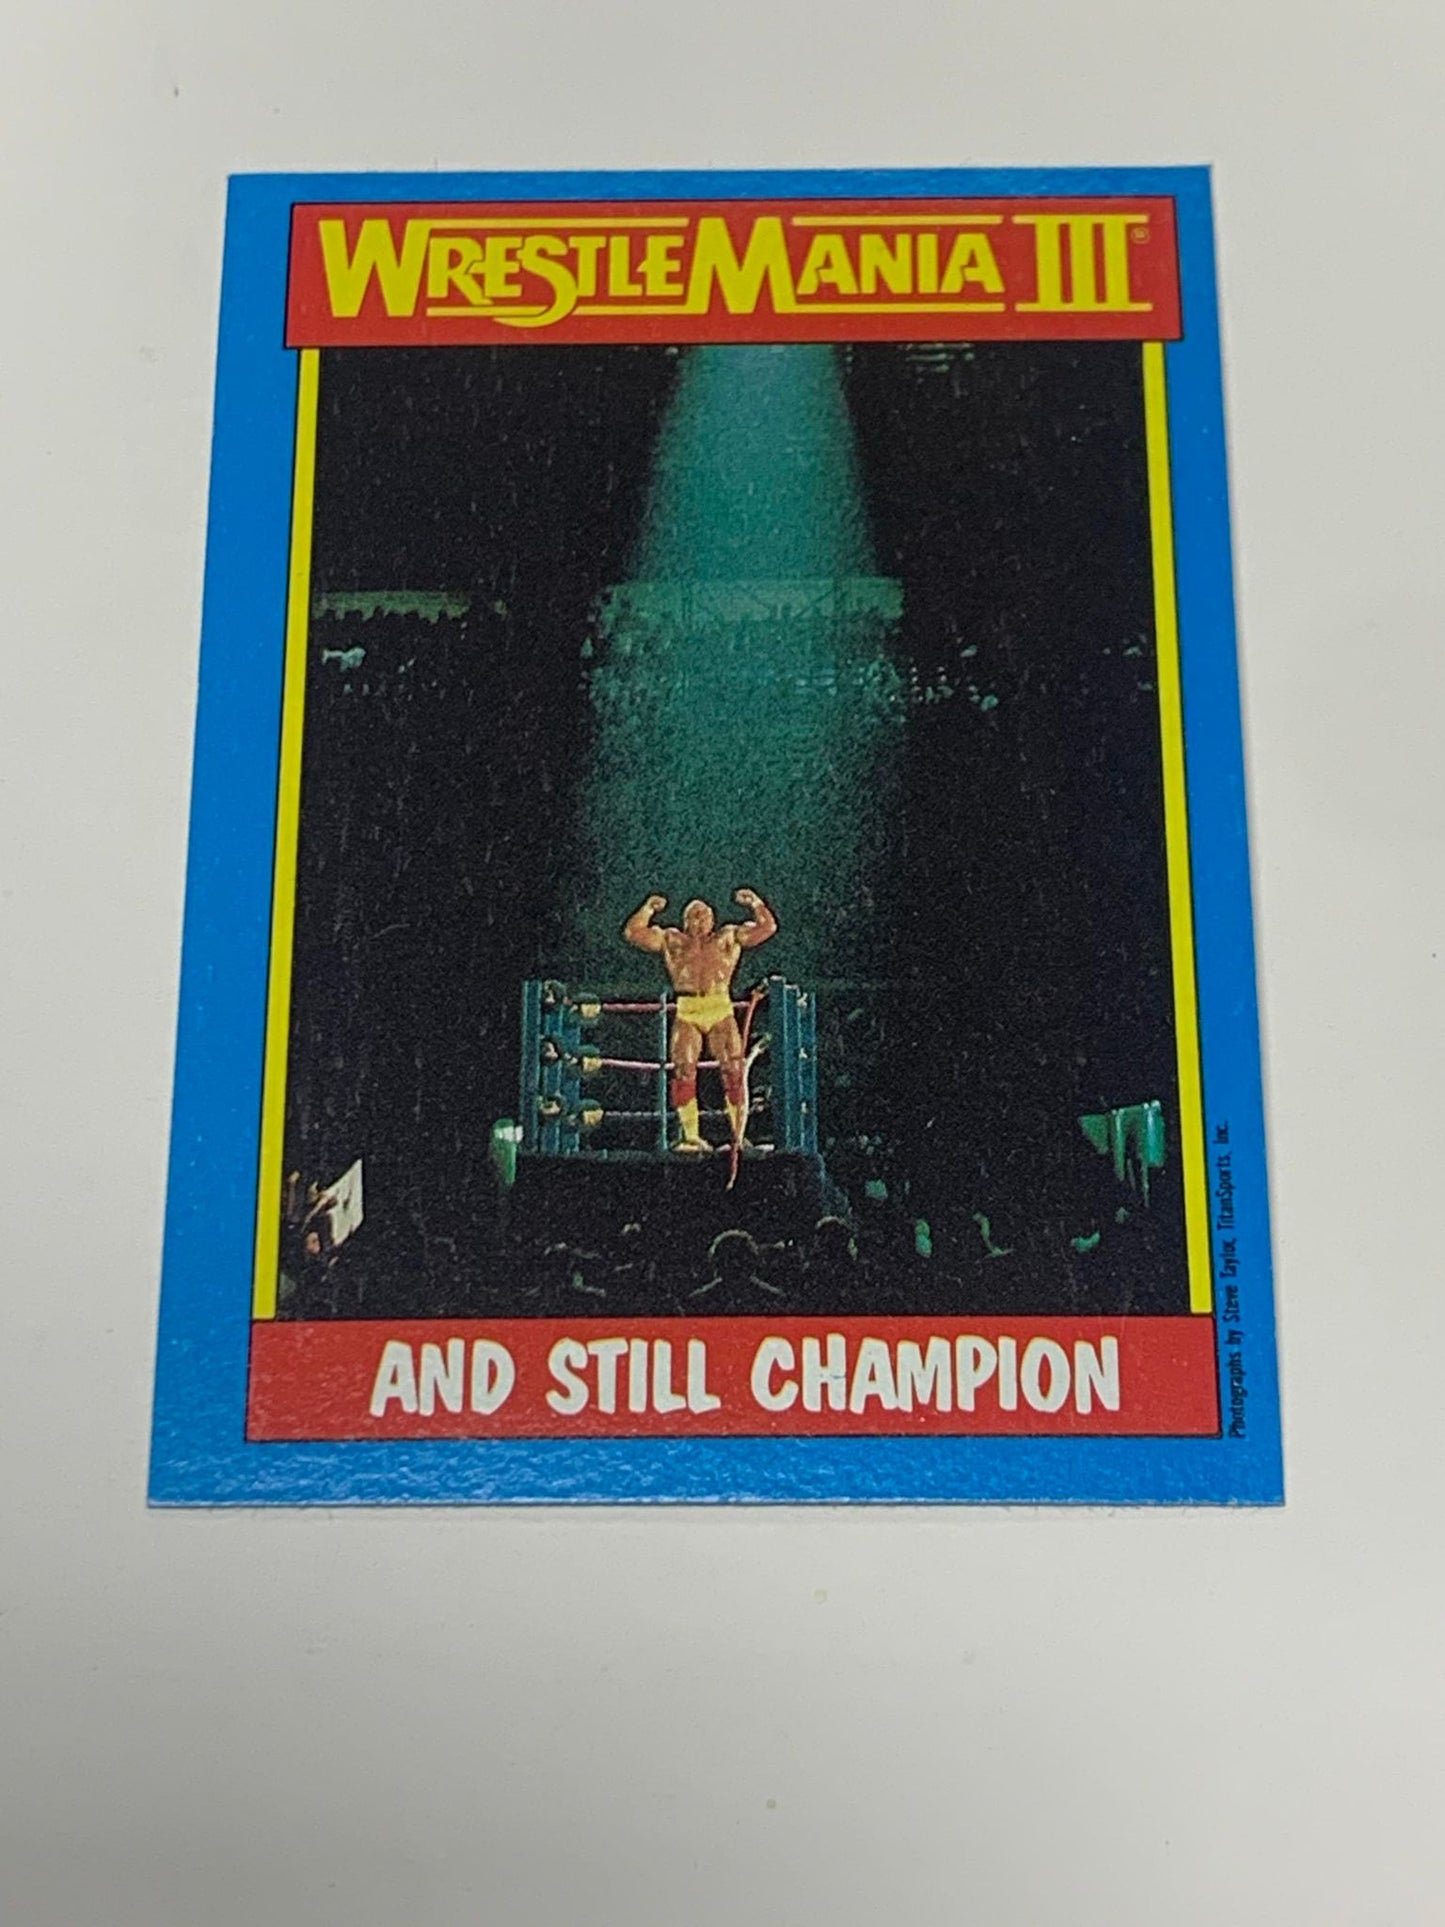 WRESTLEMANIA III
AND STILL CHAMPION
Photographs by Steve Taylor, TitanSports, Inc.